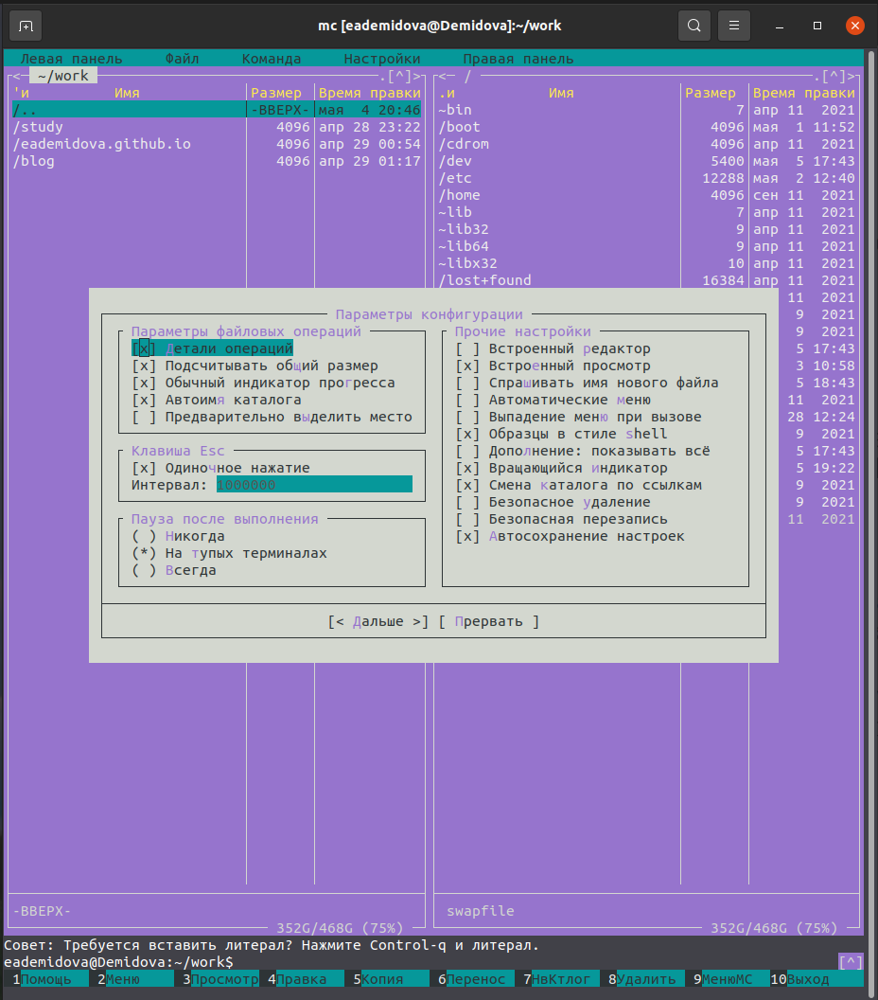 mc [eademidova@Demidova]:~/work
Левая панель Файл Команда Настройки Правая панель
<─ ~/work .[^]> <─ / .[^]>
'и Имя Размер Время правки .и Имя Размер Время правки
/.. -ВВЕРХ- мая 4 20:46 ~bin 7 апр 11 2021
/study 4096 апр 28 23:22 /boot 4096 мая 1 11:52
/eademidova.github.io 4096 апр 29 00:54 /cdrom 4096 апр 11 2021
/blog 4096 апр 29 01:17 /dev 5400 мая 5 17:43
/etc 12288 мая 2 12:40
/home 4096 сен 11 2021
~lib 7 апр 11 2021
~lib32 9 апр 11 2021
~lib64 9 апр 11 2021
~libx32 10 апр 11 2021
/lost+found 16384 апр 11 2021
11 2021
Параметры конфигурации 9 2021
Параметры файловых операций Прочие настройки 9 2021
[x] Детали операций [ ] Встроенный редактор 5 17:43
[x] Подсчитывать общий размер [x] Встроенный просмотр 3 10:58
[x] Обычный индикатор прогресса [ ] Спрашивать имя нового файла 5 18:43
[x] Автоимя каталога [ ] Автоматические меню 11 2021
[ ] Предварительно выделить место [ ] Выпадение меню при вызове 28 12:24
[x] Образцы в стиле shell 9 2021
Клавиша Esc [ ] Дополнение: показывать всё 5 17:43
[x] Одиночное нажатие [x] Вращающийся индикатор 5 19:22
Интервал: 1000000 [x] Смена каталога по ссылкам 9 2021
[ ] Безопасное удаление 9 2021
Пауза после выполнения [ ] Безопасная перезапись 11 2021
( ) Никогда [x] Автосохранение настроек
(*) На тупых терминалах
( ) Всегда
[< Дальше >] [ Прервать ]
-ВВЕРХ- swapfile
352G/468G (75%) 352G/468G (75%)
Совет: Требуется вставить литерал? Нажмите Control-q и литерал.
eademidova@Demidova:~/work$ [^]
1Помощь 2Меню 3Просмотр 4Правка 5Копия 6Перенос 7НвКтлог 8Удалить 9МенюМС 10Выход